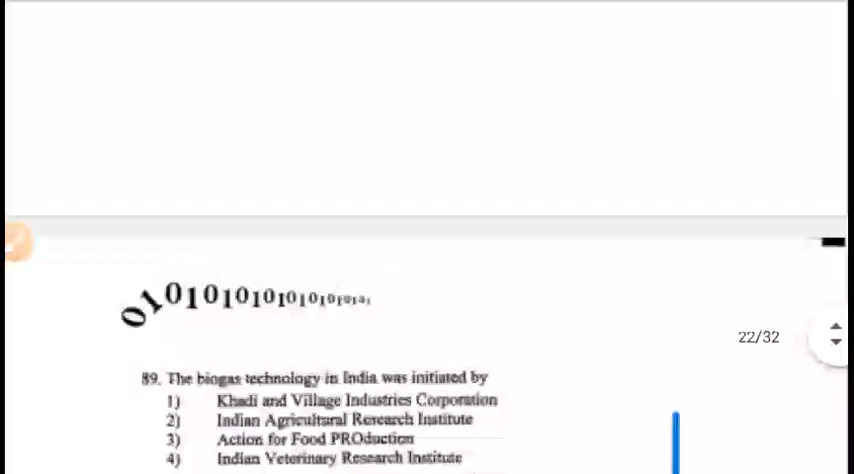 010101010101010101
22/32
89. The biogas technology in India was initiated by
1) Khadi and Village Industries Corporation
2) Indian Agricultural Research Institute
3) Action for Food PROduction
4) Indian Veterinary Research Institute